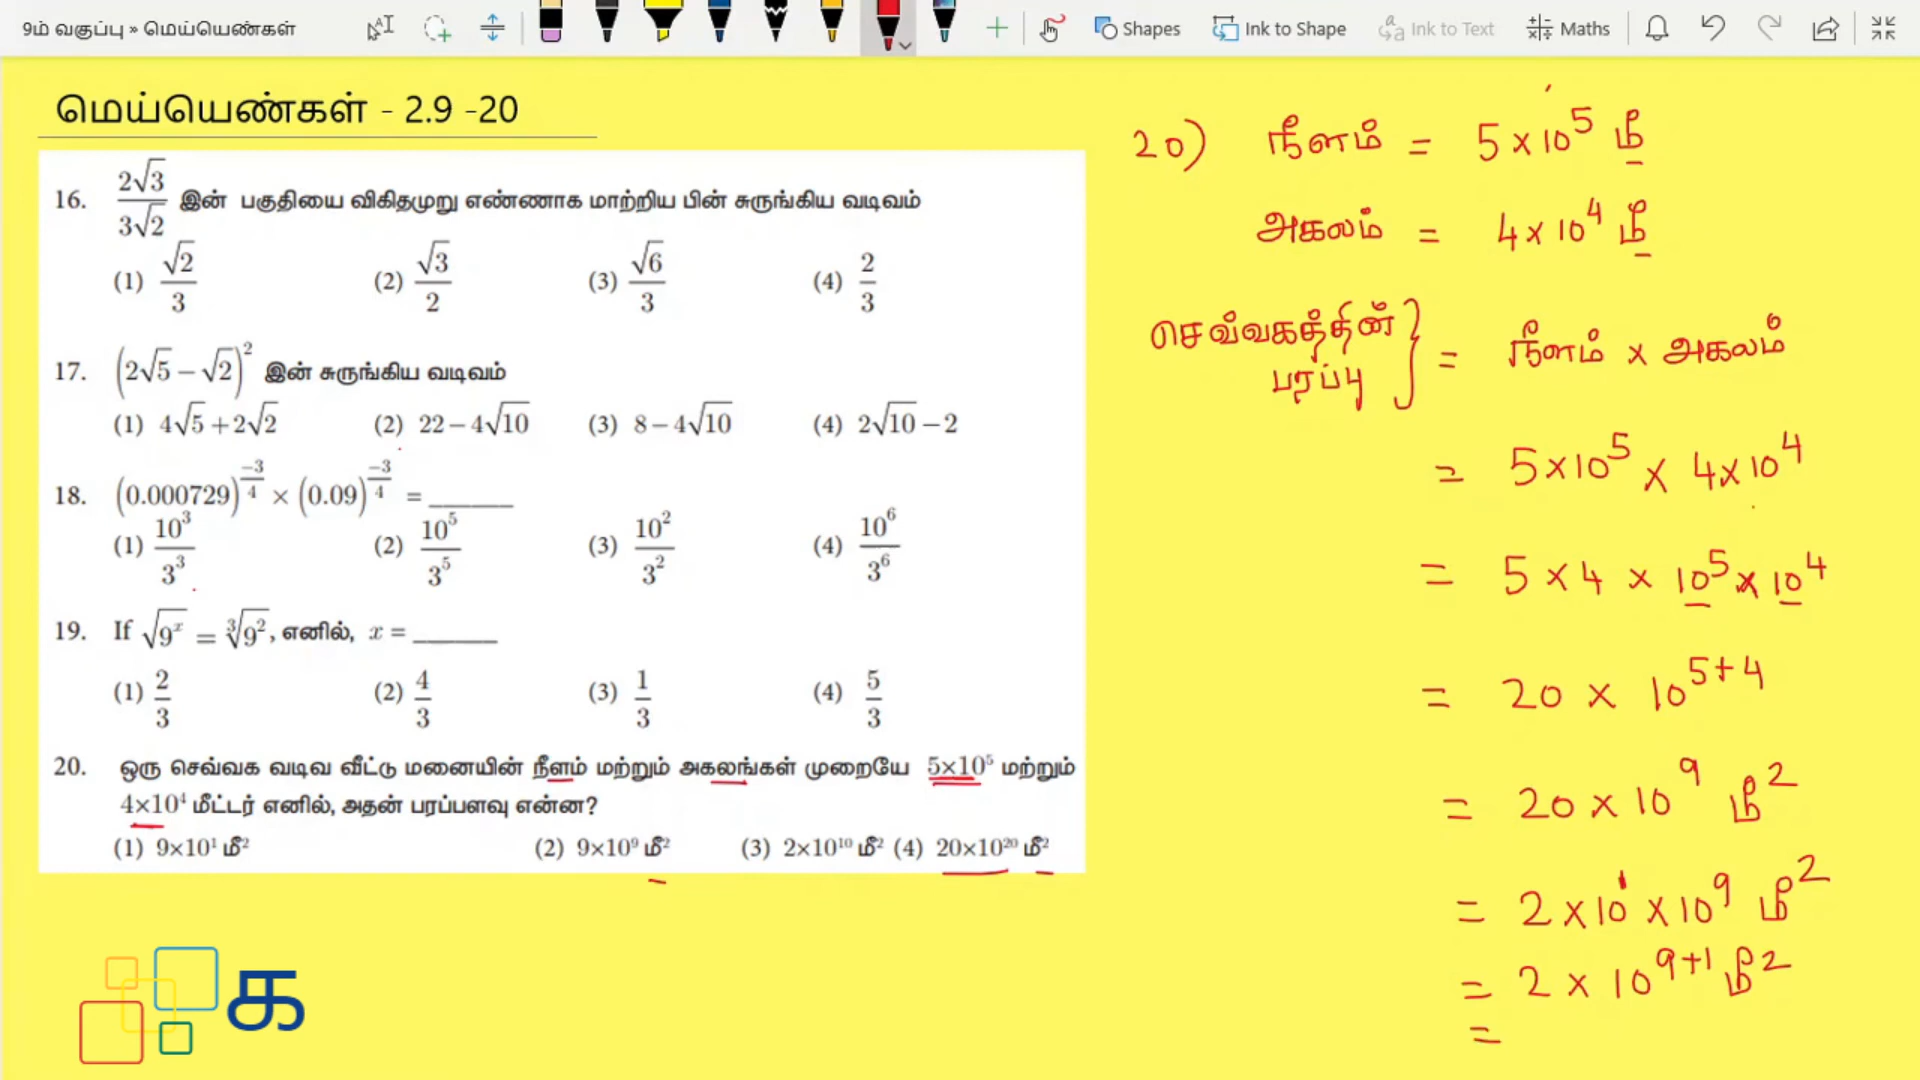 9ம் வகுப்பு » மெய்யெண்கள்
Shapes
Ink to Shape
Ink to Text
Maths
மெய்யெண்கள் - 2.9 -20
16. 2√3/3√2 இன் பகுதியை விகிதமுறு எண்ணாக மாற்றிய பின் சுருங்கிய வடிவம்
(1) √2/3 (2) √3/2 (3) √6/3 (4) 2/3
17. (2√5 − √2)² இன் சுருங்கிய வடிவம்
(1) 4√5 + 2√2 (2) 22 − 4√10 (3) 8 − 4√10 (4) 2√10 − 2
18. (0.000729)^(−3/4) × (0.09)^(−3/4) = ______
(1) 10³/3³ (2) 10⁵/3⁵ (3) 10²/3² (4) 10⁶/3⁶
19. If √9ˣ = ∛9², எனில், x = ______
(1) 2/3 (2) 4/3 (3) 1/3 (4) 5/3
20. ஒரு செவ்வக வடிவ வீட்டு மனையின் நீளம் மற்றும் அகலங்கள் முறையே 5×10⁵ மற்றும்
4×10⁴ மீட்டர் எனில், அதன் பரப்பளவு என்ன?
(1) 9×10¹ மீ² (2) 9×10⁹ மீ² (3) 2×10¹⁰ மீ² (4) 20×10²⁰ மீ²
க
20) நீளம் = 5×10⁵ மீ
அகலம் = 4×10⁴ மீ
செவ்வகத்தின்
பரப்பு } = நீளம் × அகலம்
= 5×10⁵ × 4×10⁴
= 5 × 4 × 10⁵ × 10⁴
= 20 × 10⁵⁺⁴
= 20 × 10⁹ மீ²
= 2 × 10¹ × 10⁹ மீ²
= 2 × 10⁹⁺¹ மீ²
=